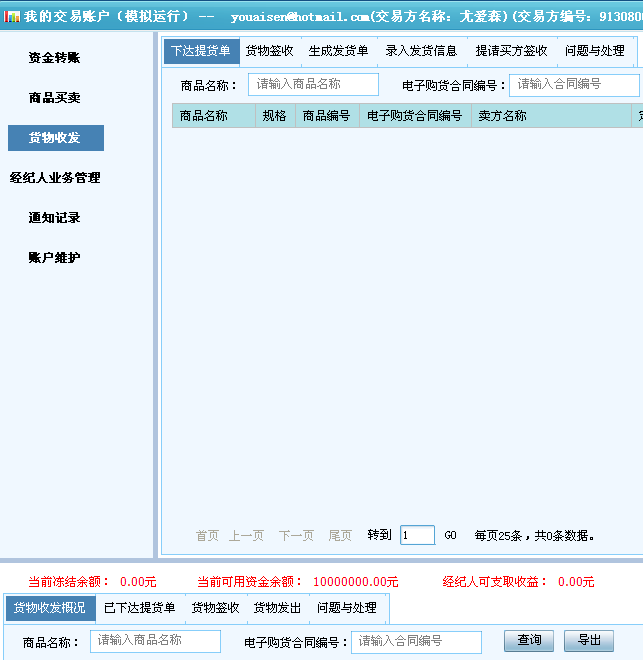 我的交易账户（模拟运行） -- youaisen@hotmail.com(交易方名称：尤爱森)(交易方编号：9130800
资金转账
商品买卖
货物收发
经纪人业务管理
通知记录
账户维护
下达提货单 货物签收 生成发货单 录入发货信息 提请买方签收 问题与处理
商品名称： 请输入商品名称 电子购货合同编号： 请输入合同编号
商品名称 规格 商品编号 电子购货合同编号 卖方名称
首页 上一页 下一页 尾页 转到 1 GO 每页25条，共0条数据。
当前冻结余额： 0.00元 当前可用资金余额： 10000000.00元 经纪人可支取收益： 0.00元
货物收发概况 已下达提货单 货物签收 货物发出 问题与处理
商品名称： 请输入商品名称 电子购货合同编号： 请输入合同编号 查询 导出